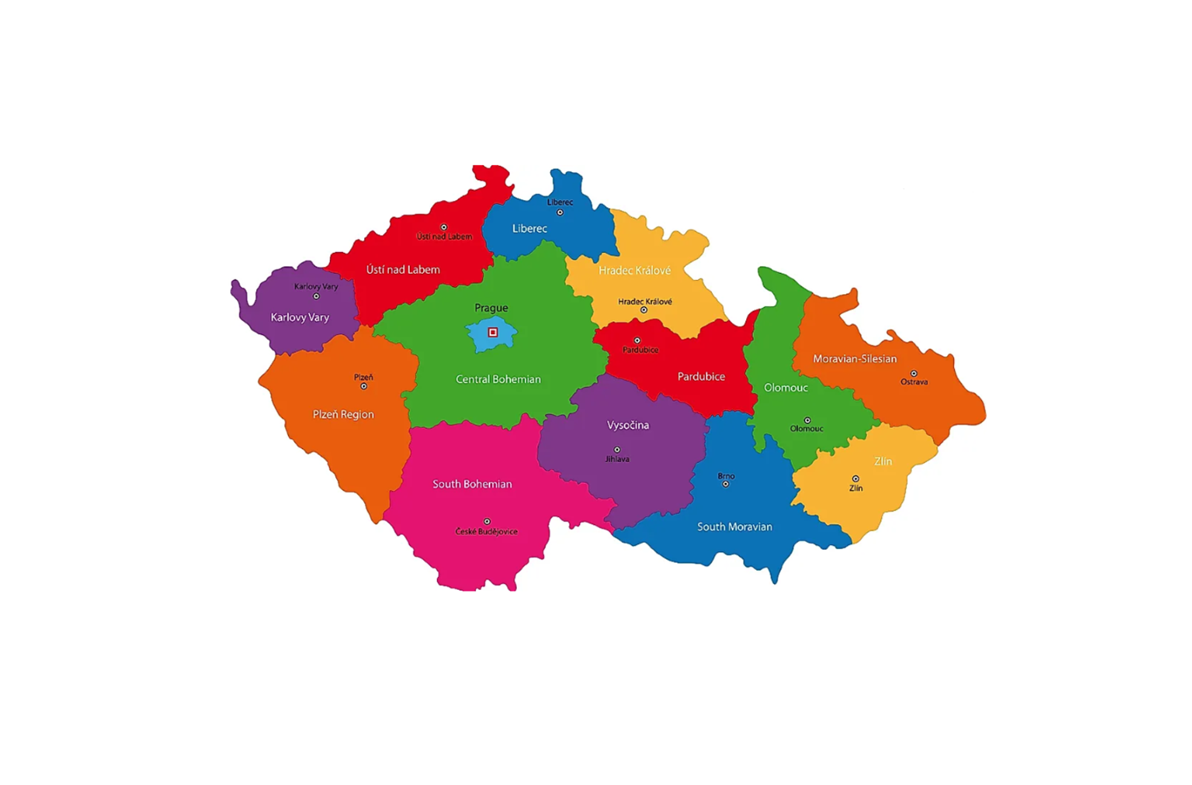 Liberec
Liberec
Ústí nad Labem
Ústí nad Labem
Hradec Králové
Hradec Králové
Karlovy Vary
Karlovy Vary
Prague
Pardubice
Pardubice
Central Bohemian
Moravian-Silesian
Ostrava
Plzeň
Plzeň Region
Olomouc
Olomouc
Vysočina
Jihlava
Zlín
Zlín
Brno
South Moravian
South Bohemian
České Budějovice